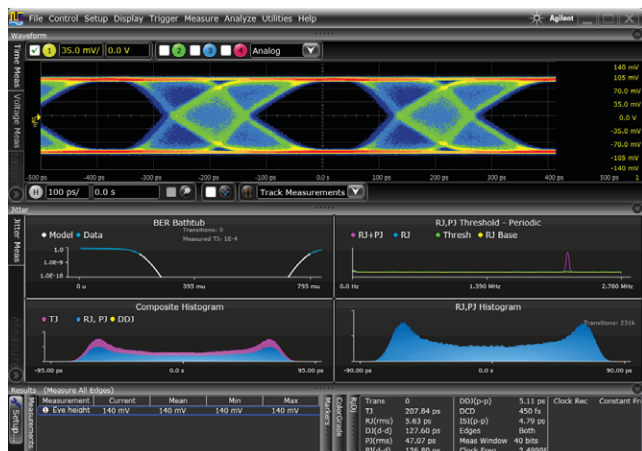 File Control Setup Display Trigger Measure Analyze Utilities Help Agilent
Waveform
1 35.0 mV/ 0.0 V 2 3 4 Analog
Time Meas
Voltage Meas
140 mV
105 mV
70.0 mV
35.0 mV
0.0 V
-35.0 mV
-70.0 mV
-105 mV
-140 mV
-500 ps -400 ps -300 ps -200 ps -100 ps 0.0 s 100 ps 200 ps 300 ps 400 ps 1
H 100 ps/ 0.0 s Track Measurements
Jitter
Jitter Meas
BER Bathtub
Transitions: 0
Model Data
Measured TJ: 1E-4
1.0
1.0E-9
1.0E-18
0 u 395 mu 795 mu
RJ,PJ Threshold - Periodic
RJ+PJ RJ Thresh RJ Base
0.0 Hz 1.390 MHz 2.780 MHz
Composite Histogram
TJ RJ, PJ DDJ
-95.00 ps 0.0 s 95.00 ps
RJ,PJ Histogram
Transitions: 231k
-90.00 ps 0.0 s 90.00 ps
Results (Measure All Edges)
Setup...
Measurements
Measurement Current Mean Min Max
Eve height 140 mV 140 mV 140 mV 140 mV
Markers...
ColorGrade
RJDJ
Trans 0 DDJ(p-p) 5.11 ps Clock Rec Constant Fr
TJ 207.84 ps DCD 450 fs
RJ(rms) 5.63 ps ISI(p-p) 4.79 ps
DJ(d-d) 127.60 ps Edges Both
PJ(rms) 47.07 ps Meas Window 40 bits
PJ(d-d) 126.80 ps Clock Freq